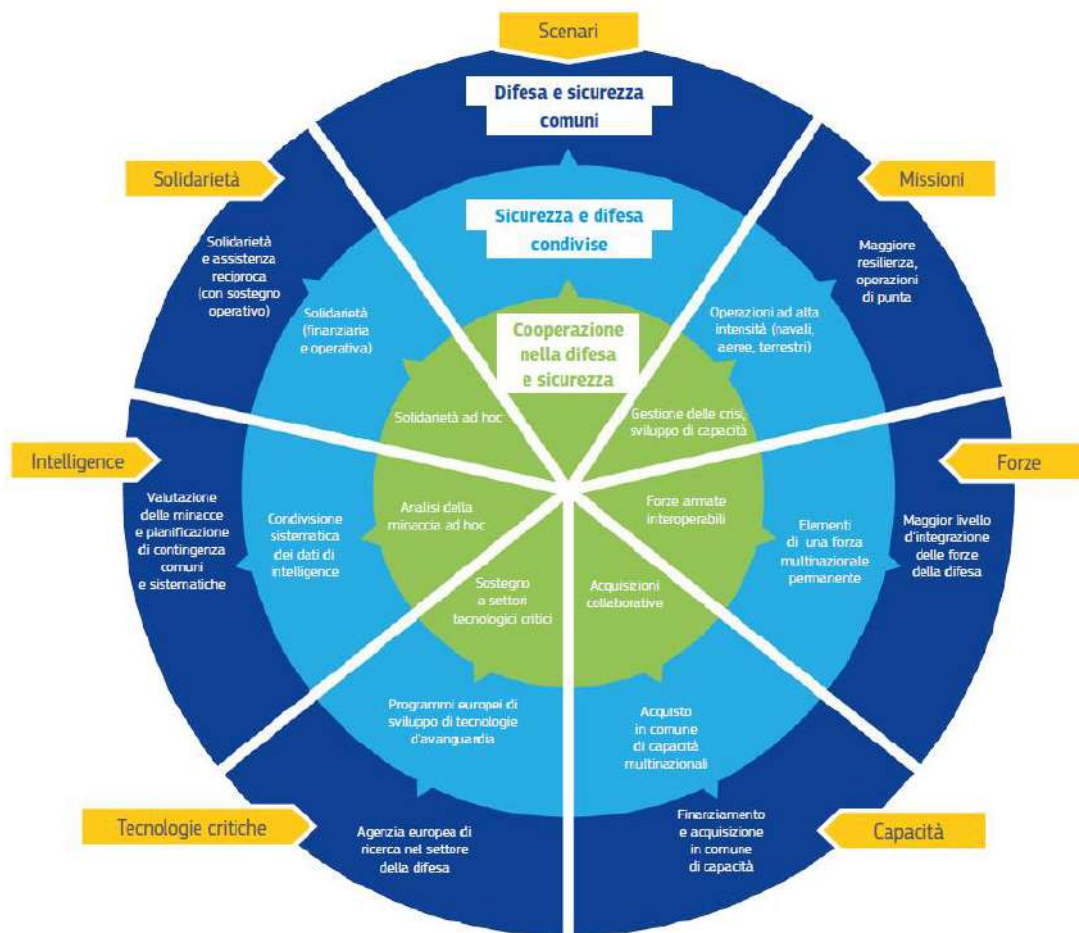 Scenari
Difesa e sicurezza
comuni
Sicurezza e difesa
condivise
Cooperazione
nella difesa
e sicurezza
Missioni
Maggiore
resilienza,
operazioni
di punta
Operazioni ad alta
intensità (navali,
aeree, terrestri)
Gestione delle crisi,
sviluppo di capacità
Forze
Maggior livello
d'integrazione
delle forze
della difesa
Elementi
di una forza
multinazionale
permanente
Forze armate
interoperabili
Capacità
Finanziamento
e acquisizione
in comune
di capacità
Acquisto
in comune
di capacità
multinazionali
Acquisizioni
collaborative
Tecnologie critiche
Agenzia europea di
ricerca nel settore
della difesa
Programmi europei di
sviluppo di tecnologie
d'avanguardia
Sostegno
a settori
tecnologici critici
Intelligence
Valutazione
delle minacce
e pianificazione
di contingenza
comuni
e sistematiche
Condivisione
sistematica
dei dati di
intelligence
Analisi della
minaccia ad hoc
Solidarietà
Solidarietà
e assistenza
reciproca
(con sostegno
operativo)
Solidarietà
(finanziaria
e operativa)
Solidarietà ad hoc